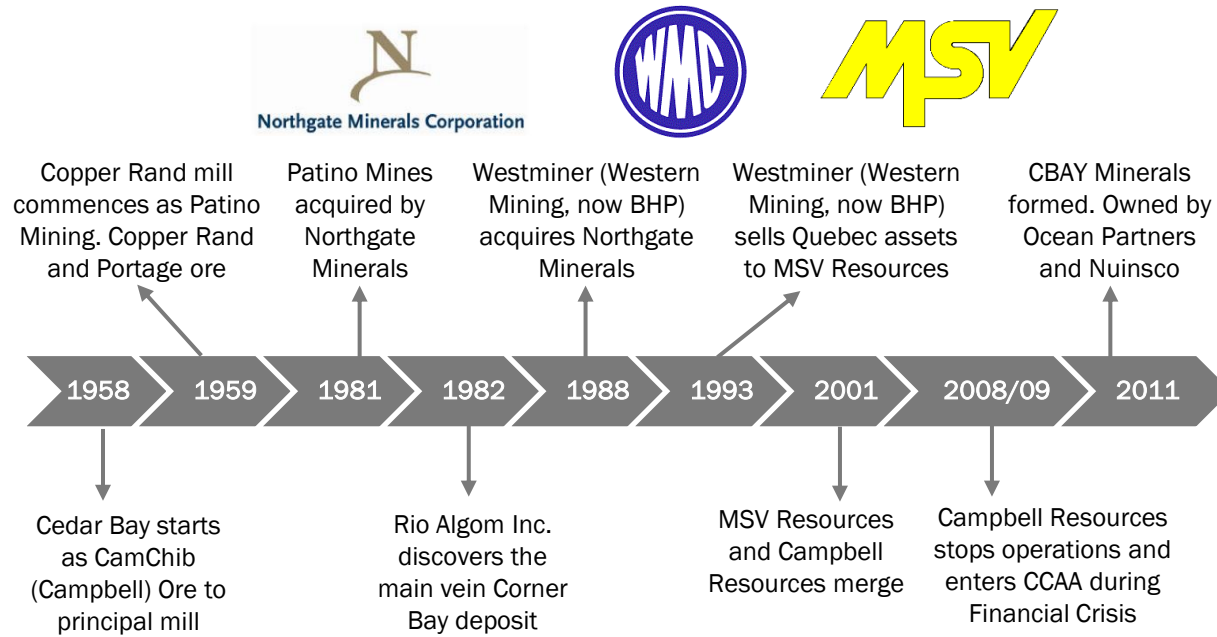 N
Northgate Minerals Corporation
WMC
MSV
Copper Rand mill
commences as Patino
Mining. Copper Rand
and Portage ore
Patino Mines
acquired by
Northgate
Minerals
Westminer (Western
Mining, now BHP)
acquires Northgate
Minerals
Westminer (Western
Mining, now BHP)
sells Quebec assets
to MSV Resources
CBAY Minerals
formed. Owned by
Ocean Partners
and Nuinsco
1958
1959
1981
1982
1988
1993
2001
2008/09
2011
Cedar Bay starts
as CamChib
(Campbell) Ore to
principal mill
Rio Algom Inc.
discovers the
main vein Corner
Bay deposit
MSV Resources
and Campbell
Resources merge
Campbell Resources
stops operations and
enters CCAA during
Financial Crisis